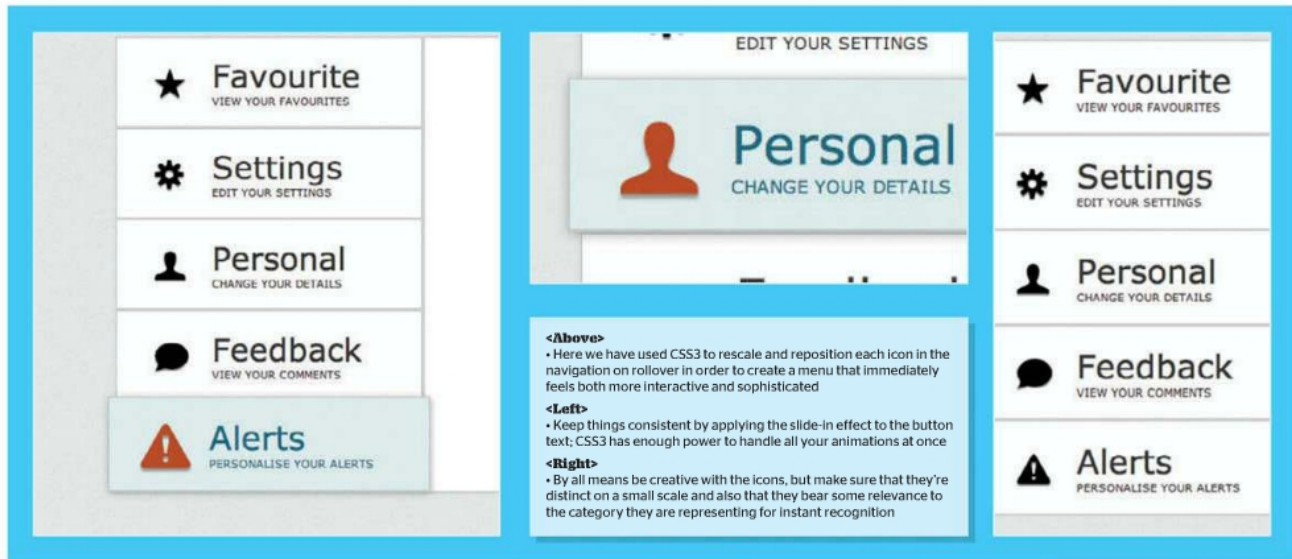 Favourite
VIEW YOUR FAVOURITES
Settings
EDIT YOUR SETTINGS
Personal
CHANGE YOUR DETAILS
Feedback
VIEW YOUR COMMENTS
Alerts
PERSONALISE YOUR ALERTS
EDIT YOUR SETTINGS
Personal
CHANGE YOUR DETAILS
<Above>
• Here we have used CSS3 to rescale and reposition each icon in the
navigation on rollover in order to create a menu that immediately
feels both more interactive and sophisticated
<Left>
• Keep things consistent by applying the slide-in effect to the button
text; CSS3 has enough power to handle all your animations at once
<Right>
• By all means be creative with the icons, but make sure that they're
distinct on a small scale and also that they bear some relevance to
the category they are representing for instant recognition
Favourite
VIEW YOUR FAVOURITES
Settings
EDIT YOUR SETTINGS
Personal
CHANGE YOUR DETAILS
Feedback
VIEW YOUR COMMENTS
Alerts
PERSONALISE YOUR ALERTS